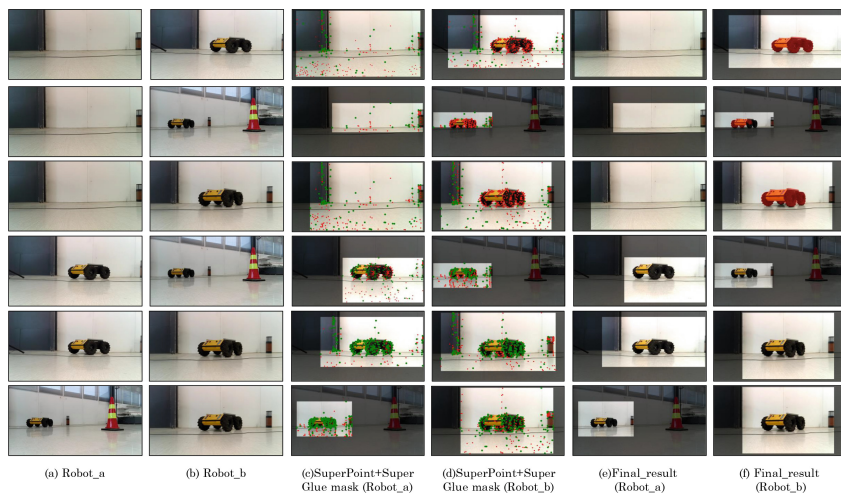 (a) Robot_a
(b) Robot_b
(c)SuperPoint+Super
Glue mask (Robot_a)
(d)SuperPoint+Super
Glue mask (Robot_b)
(e)Final_result
(Robot_a)
(f) Final_result
(Robot_b)